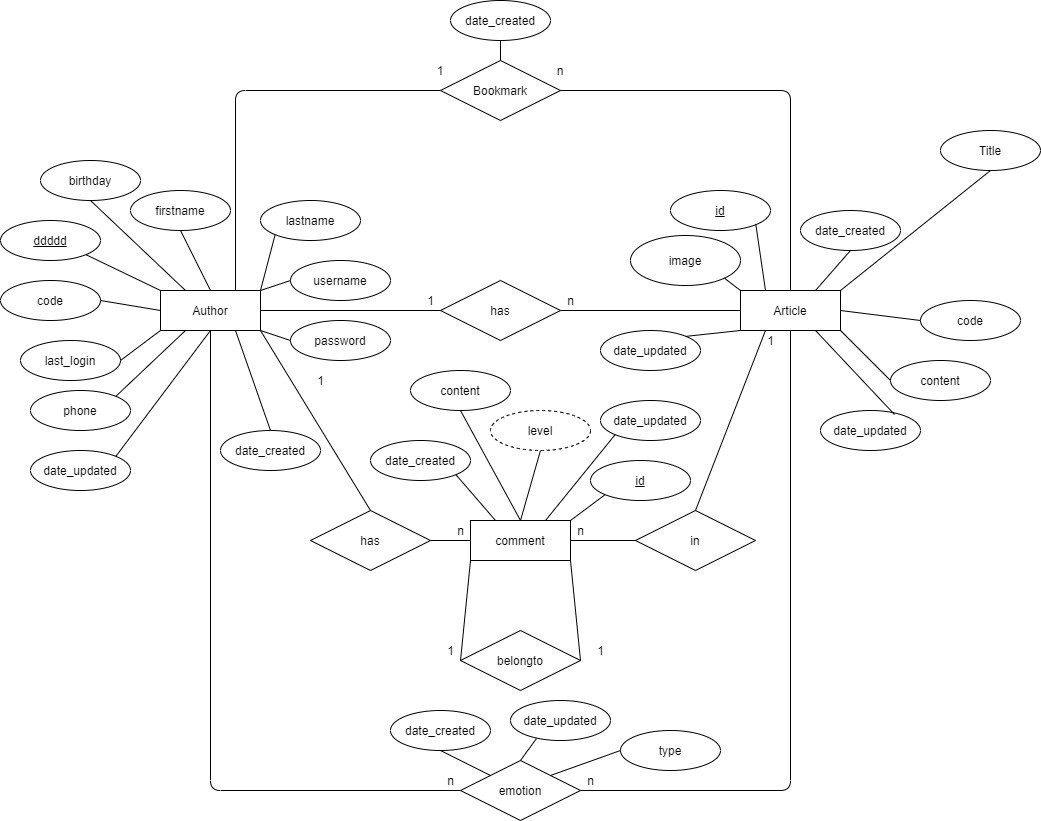 date_created
1
n
Bookmark
Title
birthday
firstname
lastname
id
date_created
ddddd
image
username
code
Author
1
has
n
Article
code
password
1
date_updated
last_login
1
content
content
phone
date_updated
level
date_updated
date_created
date_created
date_updated
id
has
n
comment
n
in
1
belongto
1
date_created
date_updated
type
n
emotion
n